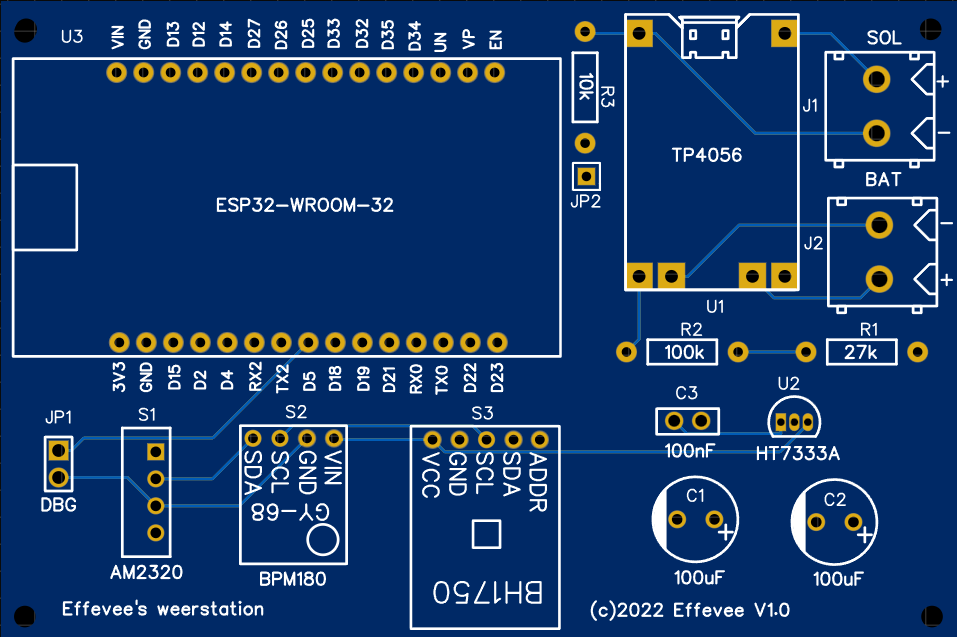 U3
VIN GND D13 D12 D14 D27 D26 D25 D33 D32 D35 D34 UN VP EN
ESP32-WROOM-32
3V3 GND D15 D2 D4 RX2 TX2 D5 D18 D19 D21 RX0 TX0 D22 D23
10k
R3
JP2
TP4056
U1
SOL
J1
+
-
BAT
J2
-
+
R2
100k
R1
27k
JP1
DBG
S1
AM2320
S2
SDA SCL GND VIN
GY-68
BPM180
S3
VCC GND SCL SDA ADDR
BH1750
C3
100nF
U2
HT7333A
C1
+
100uF
C2
+
100uF
Effevee's weerstation
(c)2022 Effevee V1.0